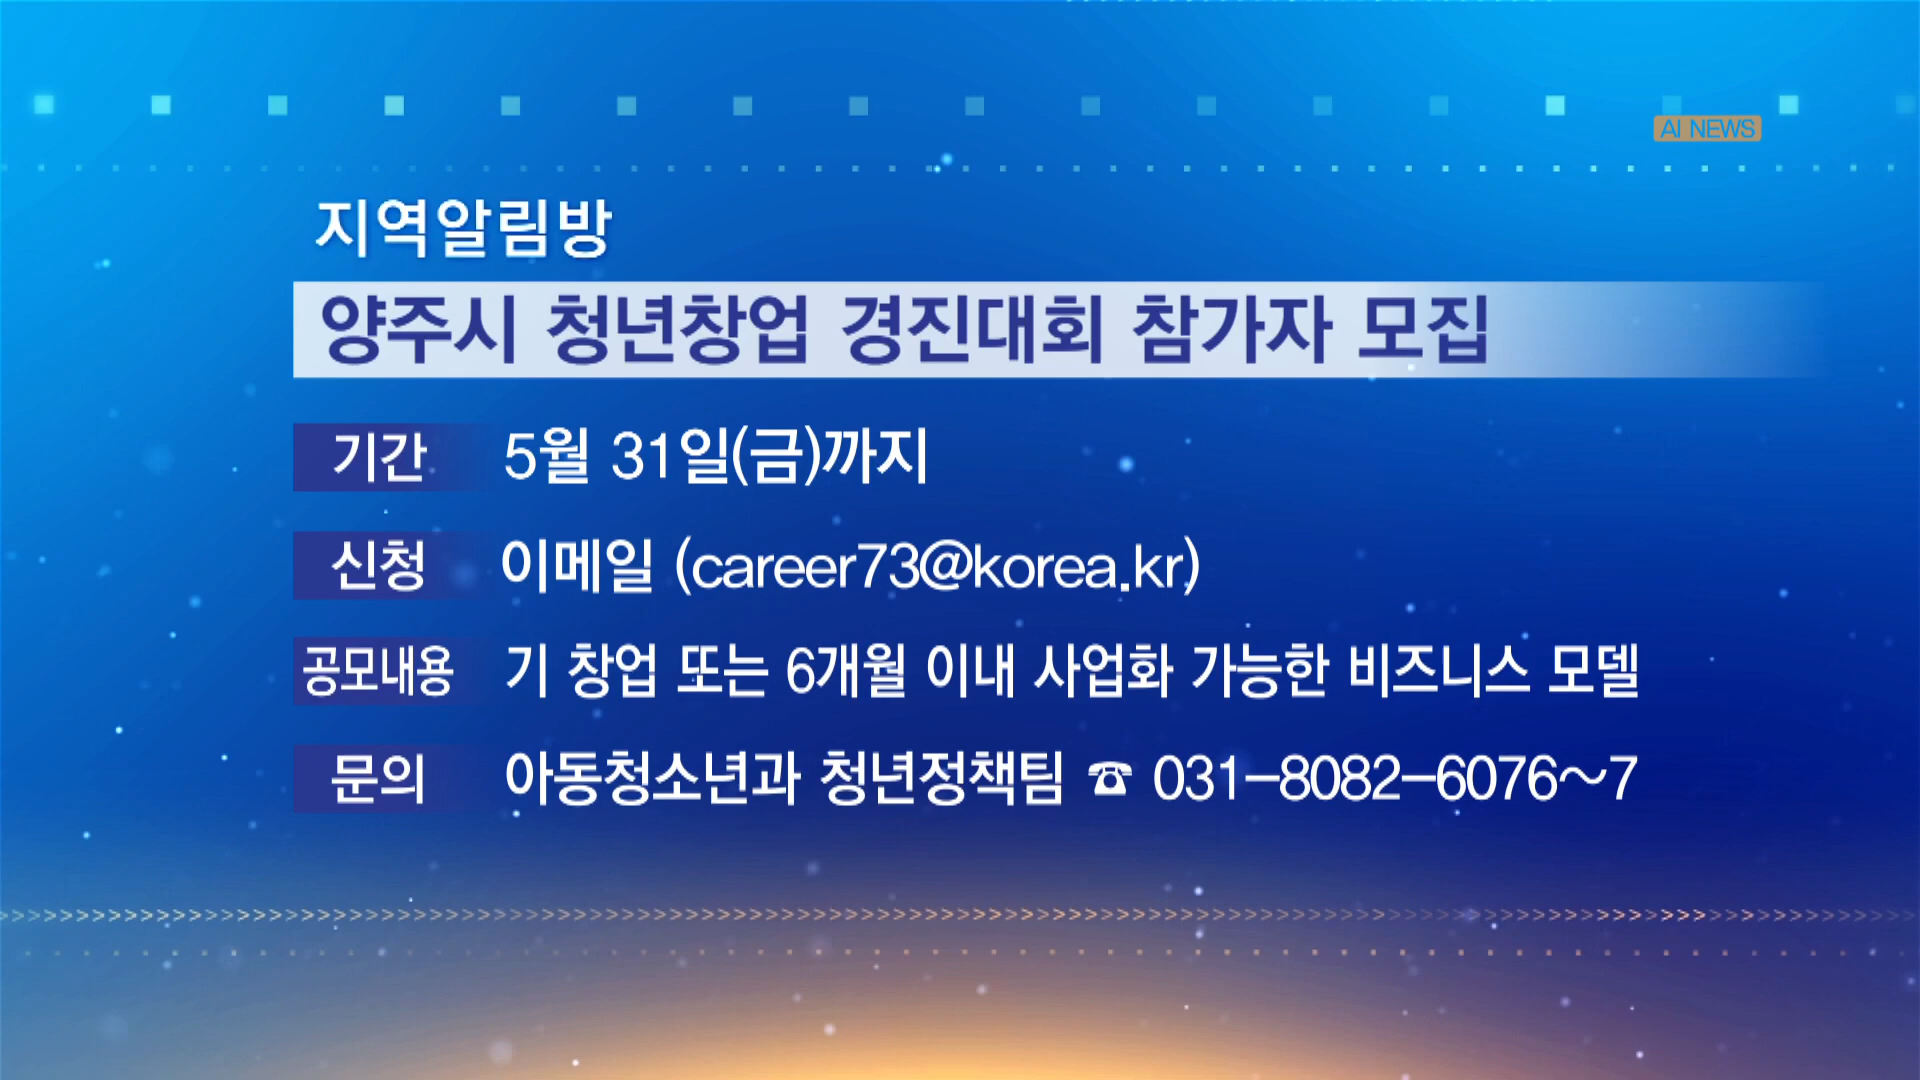 AI NEWS
지역알림방
양주시 청년창업 경진대회 참가자 모집
기간 5월 31일(금)까지
신청 이메일 (career73@korea.kr)
공모내용 기 창업 또는 6개월 이내 사업화 가능한 비즈니스 모델
문의 아동청소년과 청년정책팀 ☎ 031-8082-6076~7